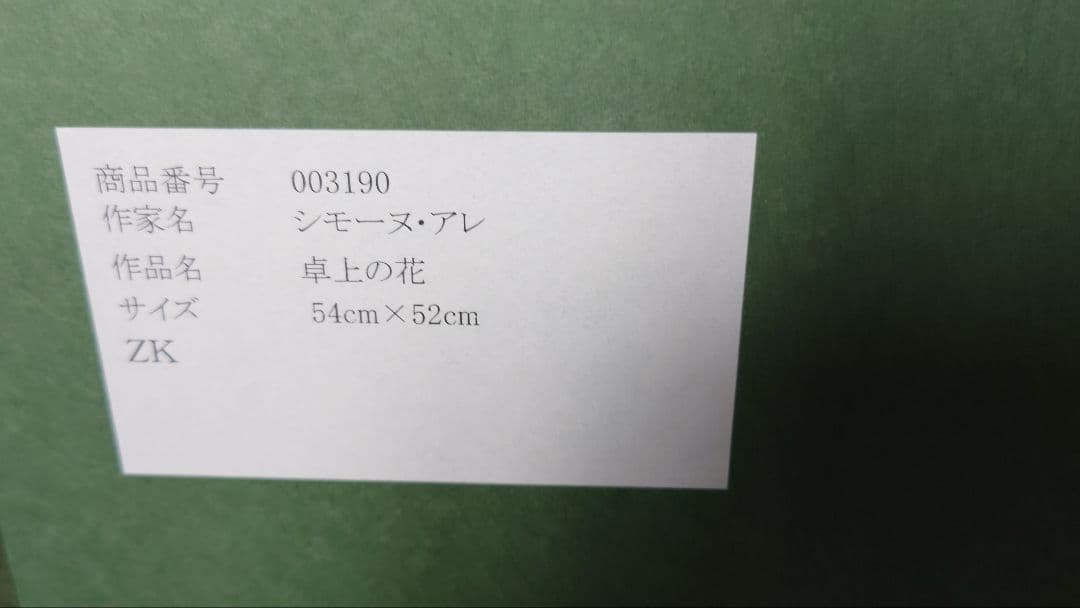 商品番号 003190
作家名 シモーヌ・アレ
作品名 卓上の花
サイズ 54cm×52cm
ZK